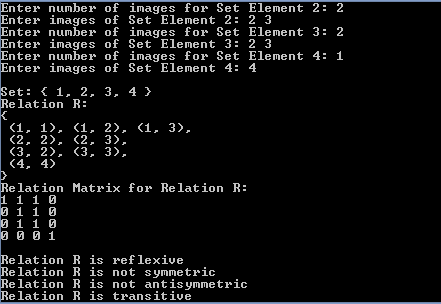 Enter number of images for Set Element 2: 2
Enter images of Set Element 2: 2 3
Enter number of images for Set Element 3: 2
Enter images of Set Element 3: 2 3
Enter number of images for Set Element 4: 1
Enter images of Set Element 4: 4
Set: { 1, 2, 3, 4 }
Relation R:
{
(1, 1), (1, 2), (1, 3),
(2, 2), (2, 3),
(3, 2), (3, 3),
(4, 4)
}
Relation Matrix for Relation R:
1 1 1 0
0 1 1 0
0 1 1 0
0 0 0 1
Relation R is reflexive
Relation R is not symmetric
Relation R is not antisymmetric
Relation R is transitive